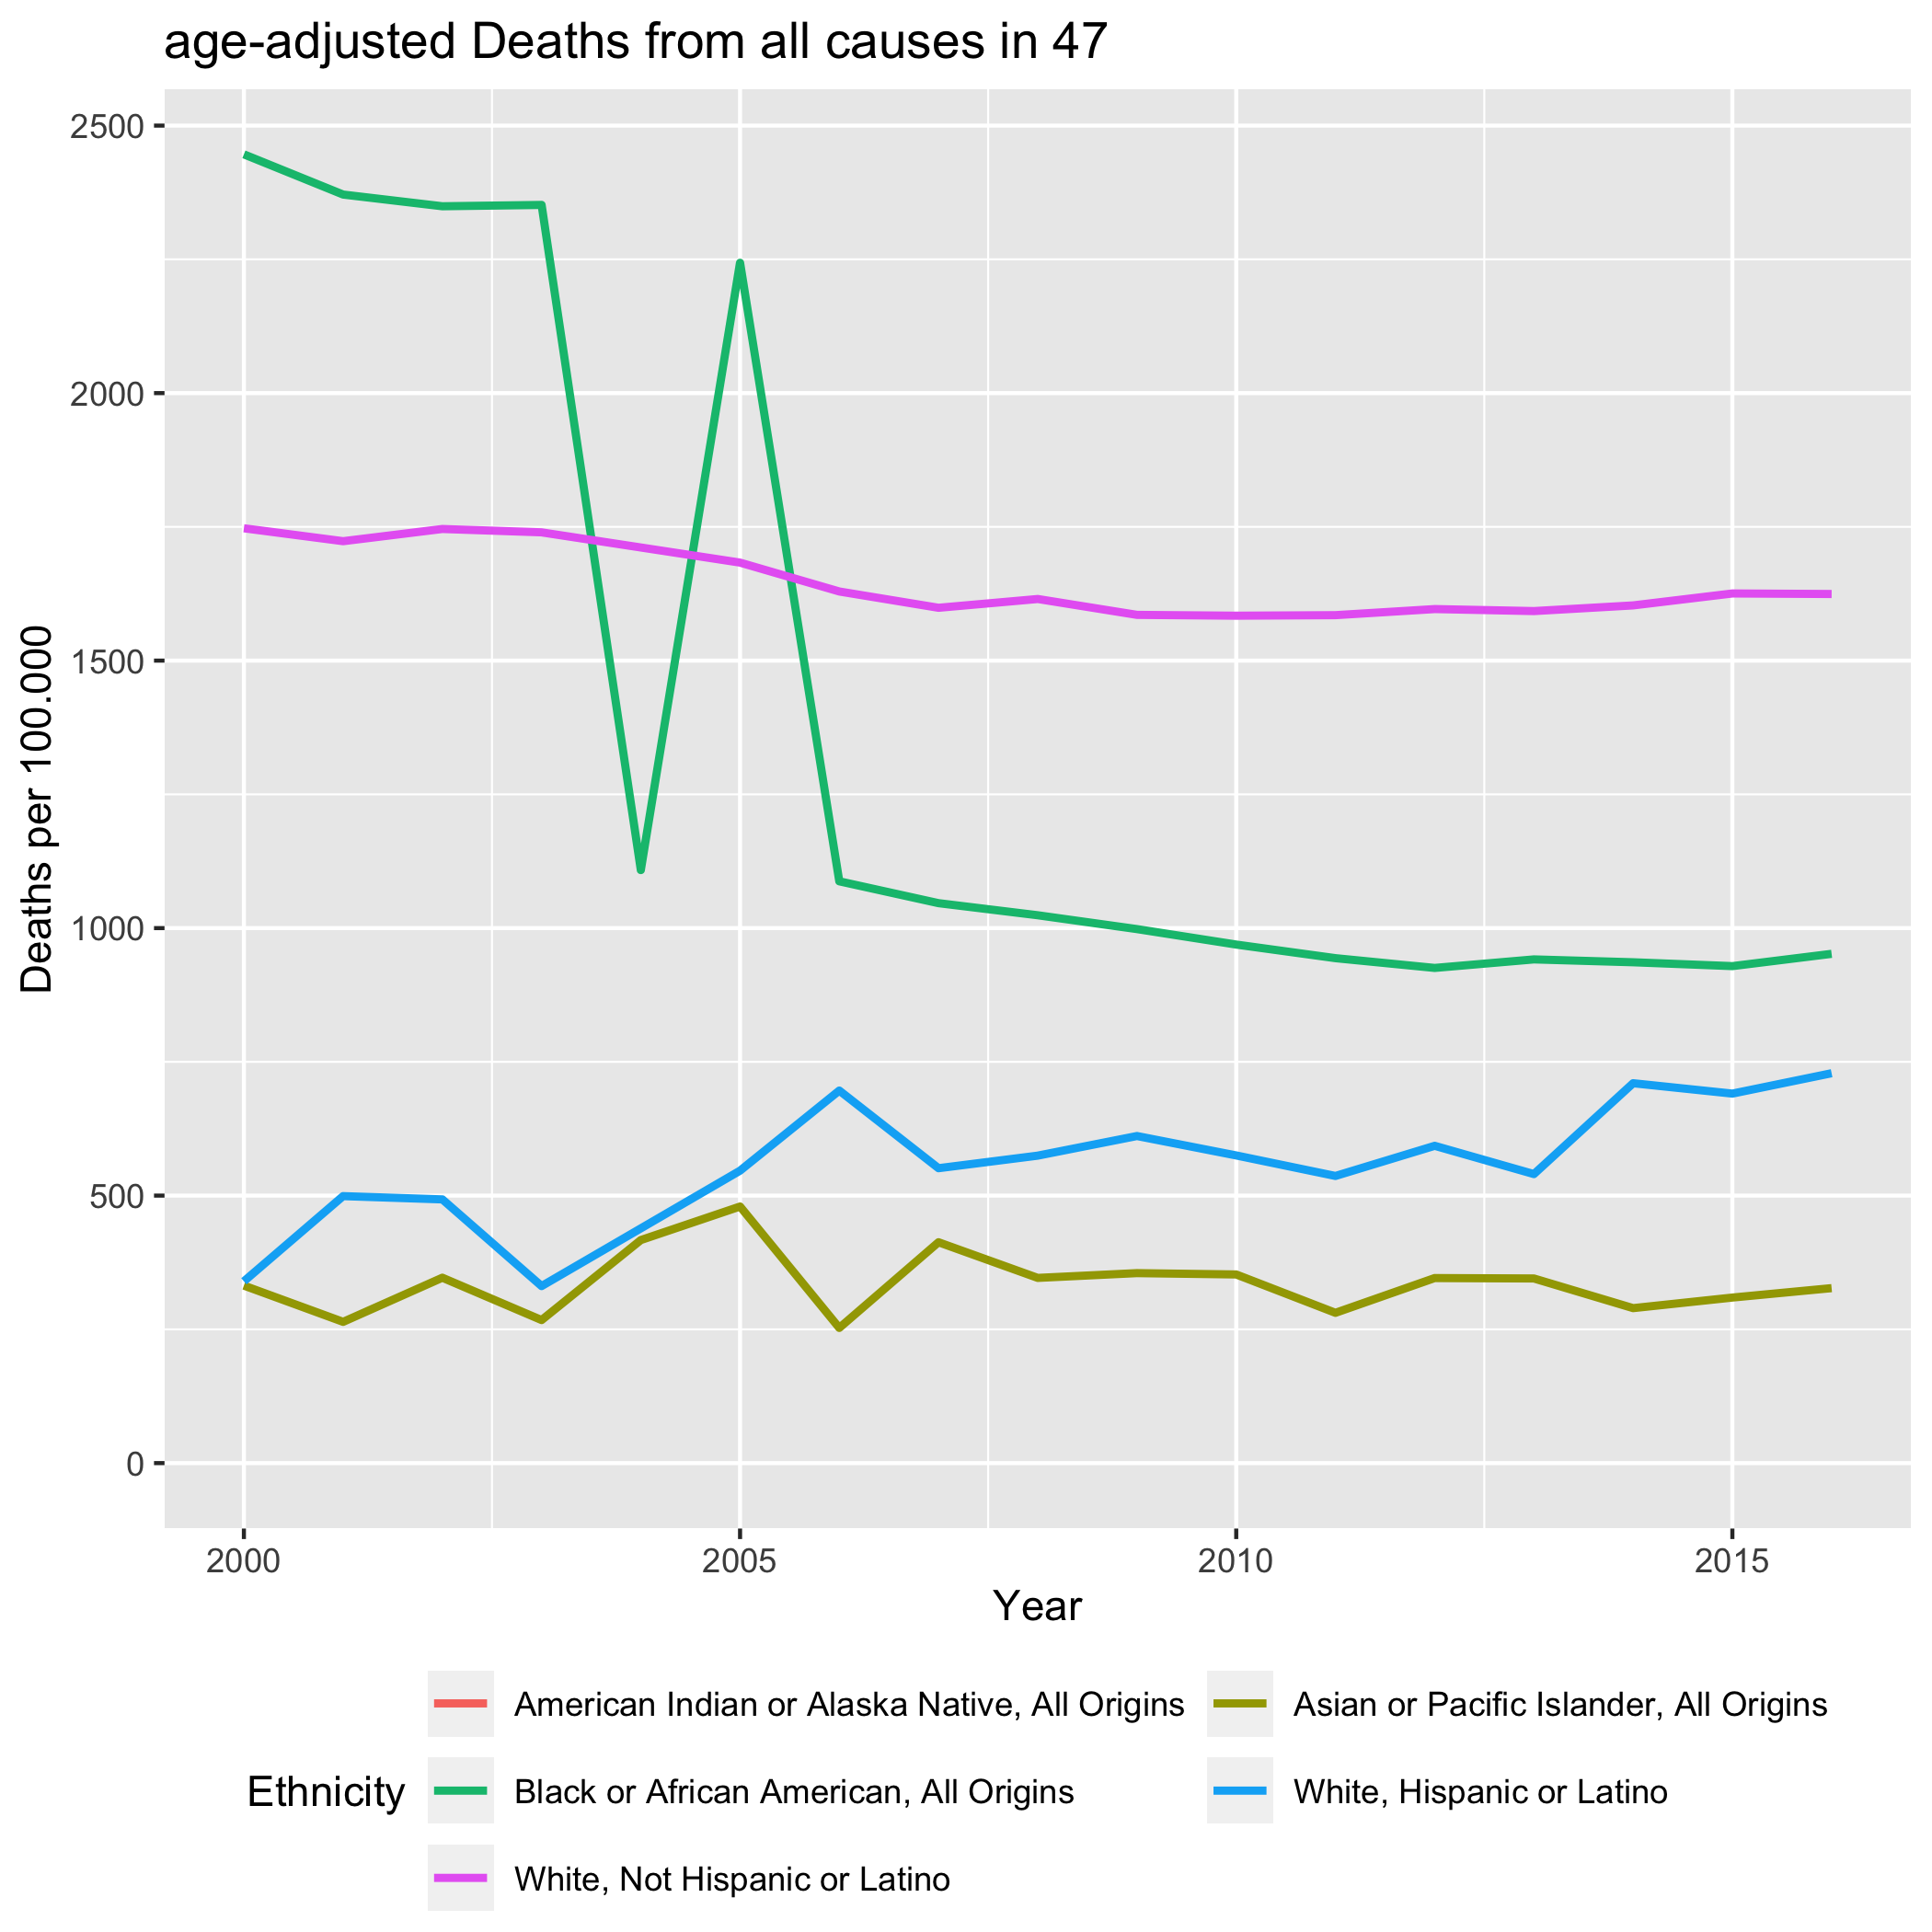 age-adjusted Deaths from all causes in 47
Deaths per 100.000
2500
2000
1500
1000
500
0
2000 2005 2010 2015
Year
Ethnicity
American Indian or Alaska Native, All Origins
Asian or Pacific Islander, All Origins
Black or African American, All Origins
White, Hispanic or Latino
White, Not Hispanic or Latino